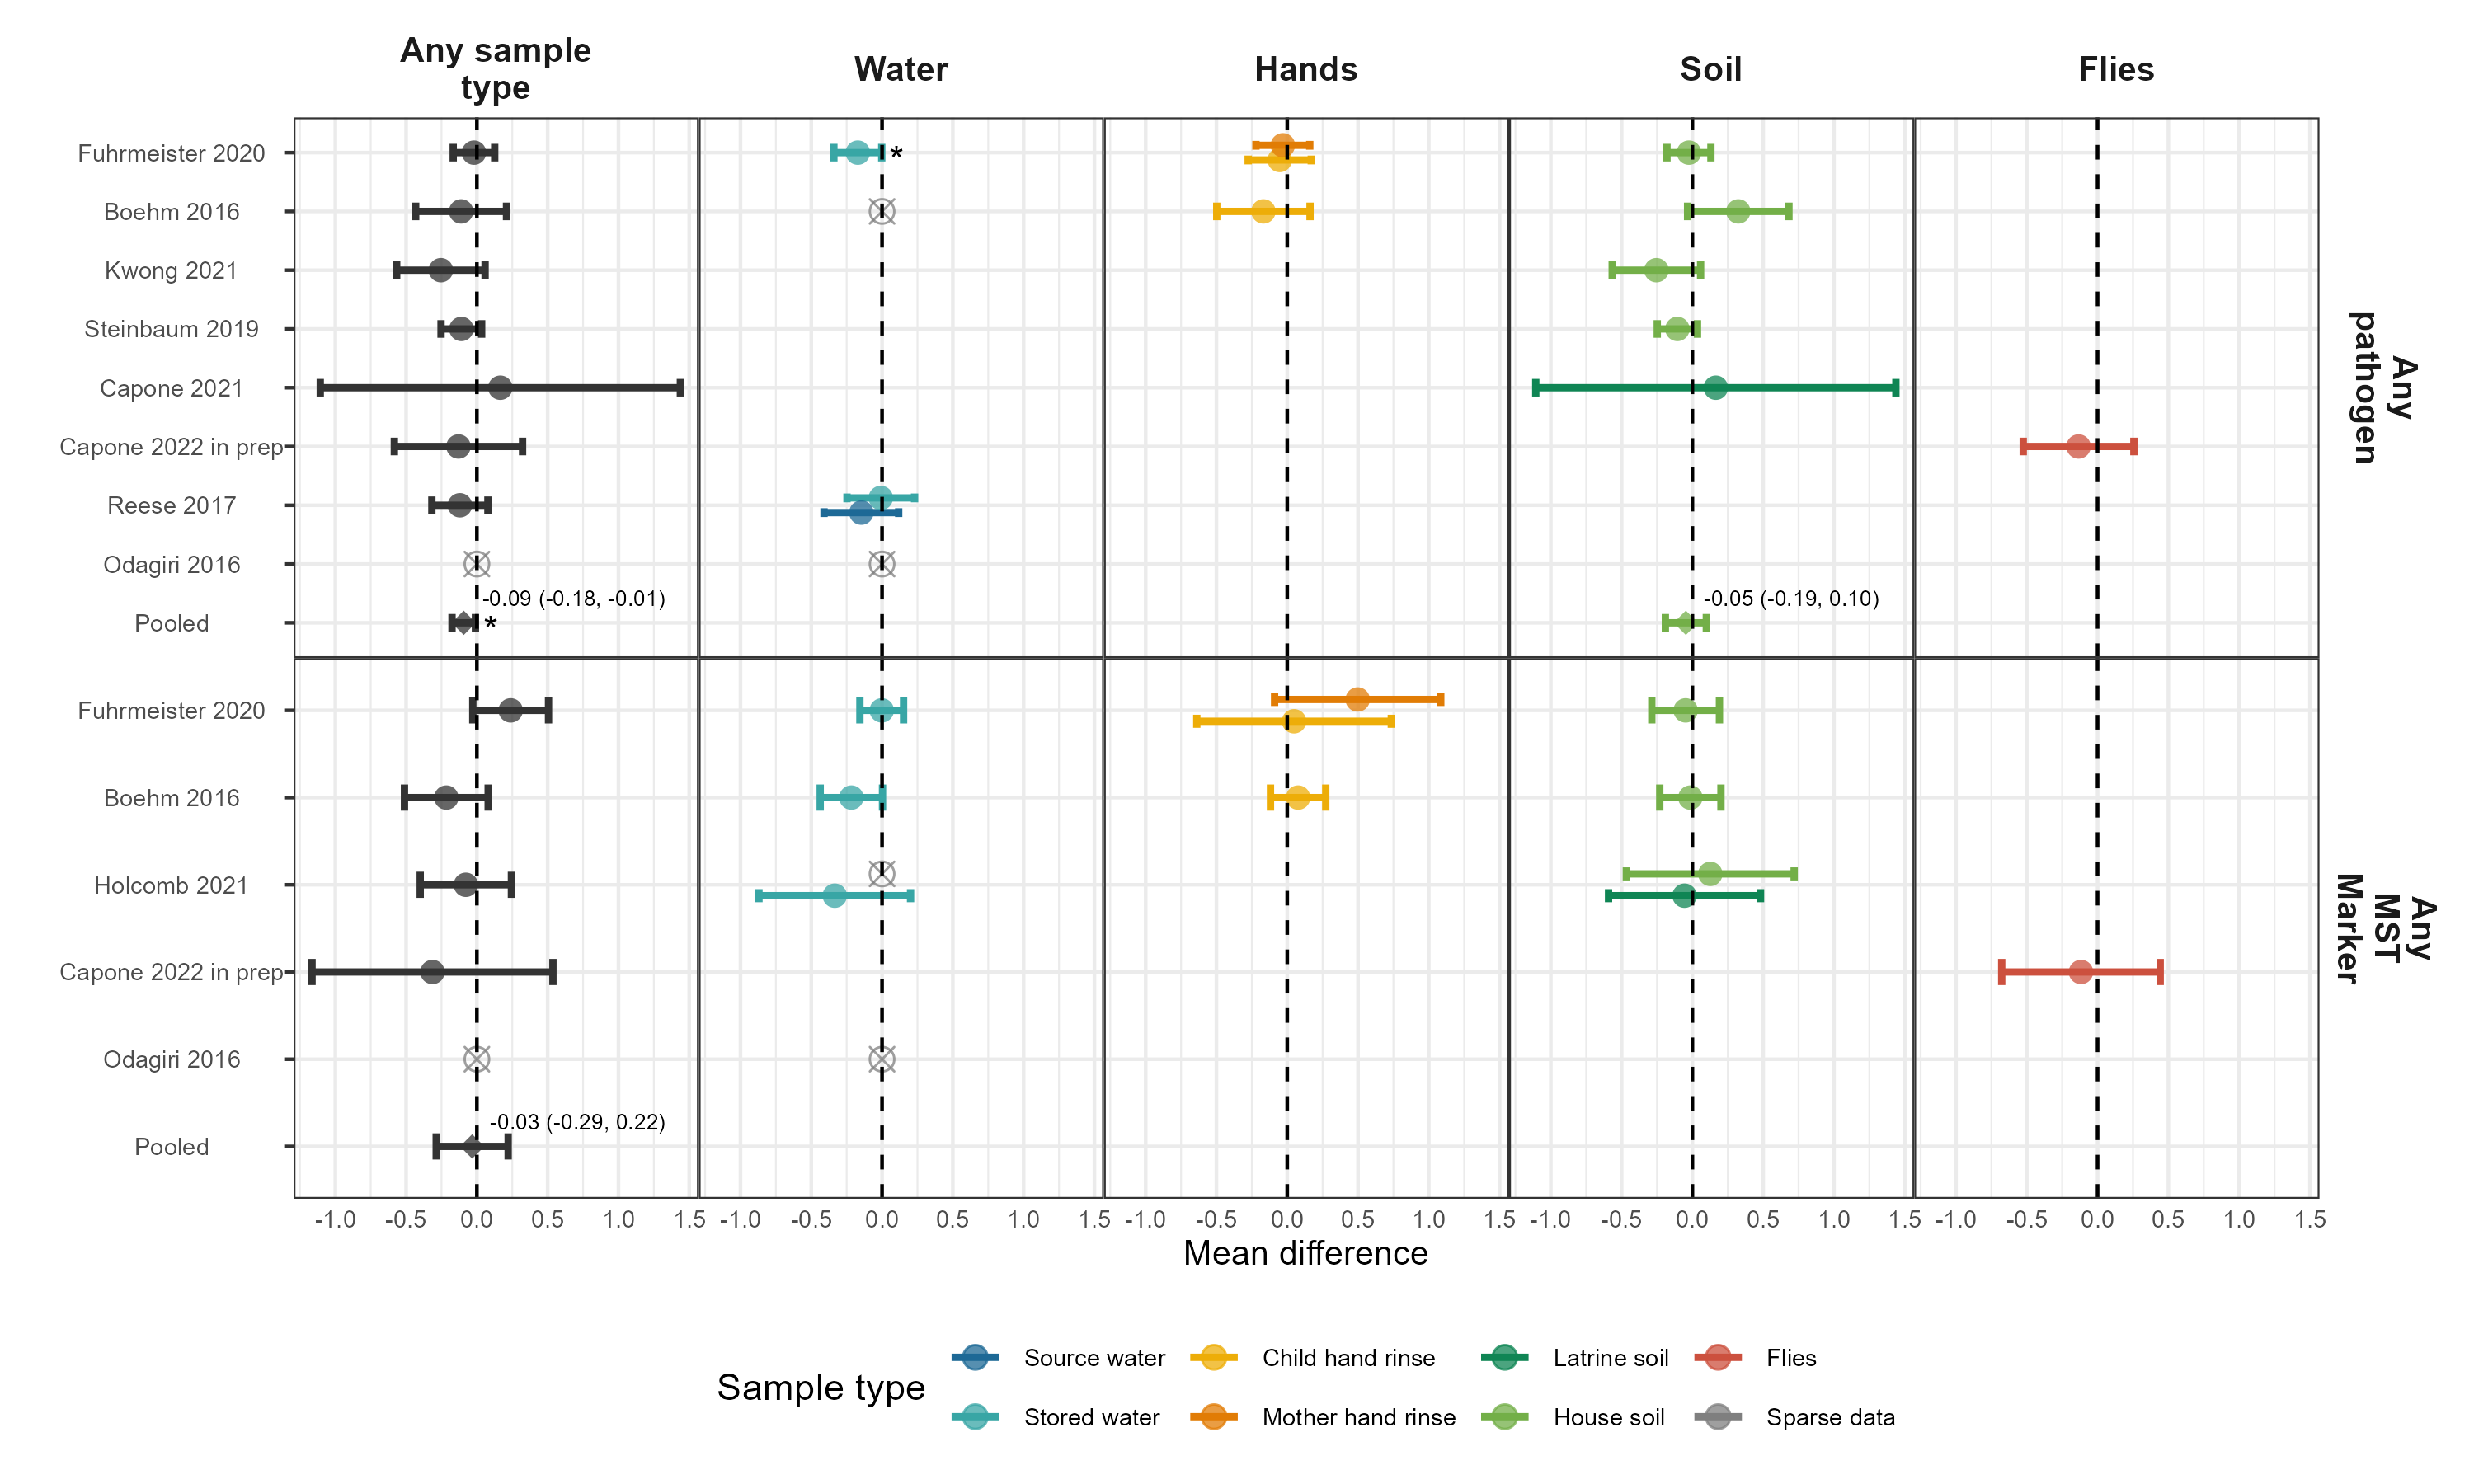 Any sample
type
Water
Hands
Soil
Flies
Fuhrmeister 2020
*
Boehm 2016
Kwong 2021
Steinbaum 2019
Capone 2021
Capone 2022 in prep
Reese 2017
Odagiri 2016
-0.09 (-0.18, -0.01)
-0.05 (-0.19, 0.10)
Pooled
*
Any
pathogen
Fuhrmeister 2020
Boehm 2016
Holcomb 2021
Capone 2022 in prep
Odagiri 2016
-0.03 (-0.29, 0.22)
Pooled
Any
MST
Marker
-1.0 -0.5 0.0 0.5 1.0 1.5
-1.0 -0.5 0.0 0.5 1.0 1.5
-1.0 -0.5 0.0 0.5 1.0 1.5
-1.0 -0.5 0.0 0.5 1.0 1.5
-1.0 -0.5 0.0 0.5 1.0 1.5
Mean difference
Sample type
Source water
Child hand rinse
Latrine soil
Flies
Stored water
Mother hand rinse
House soil
Sparse data